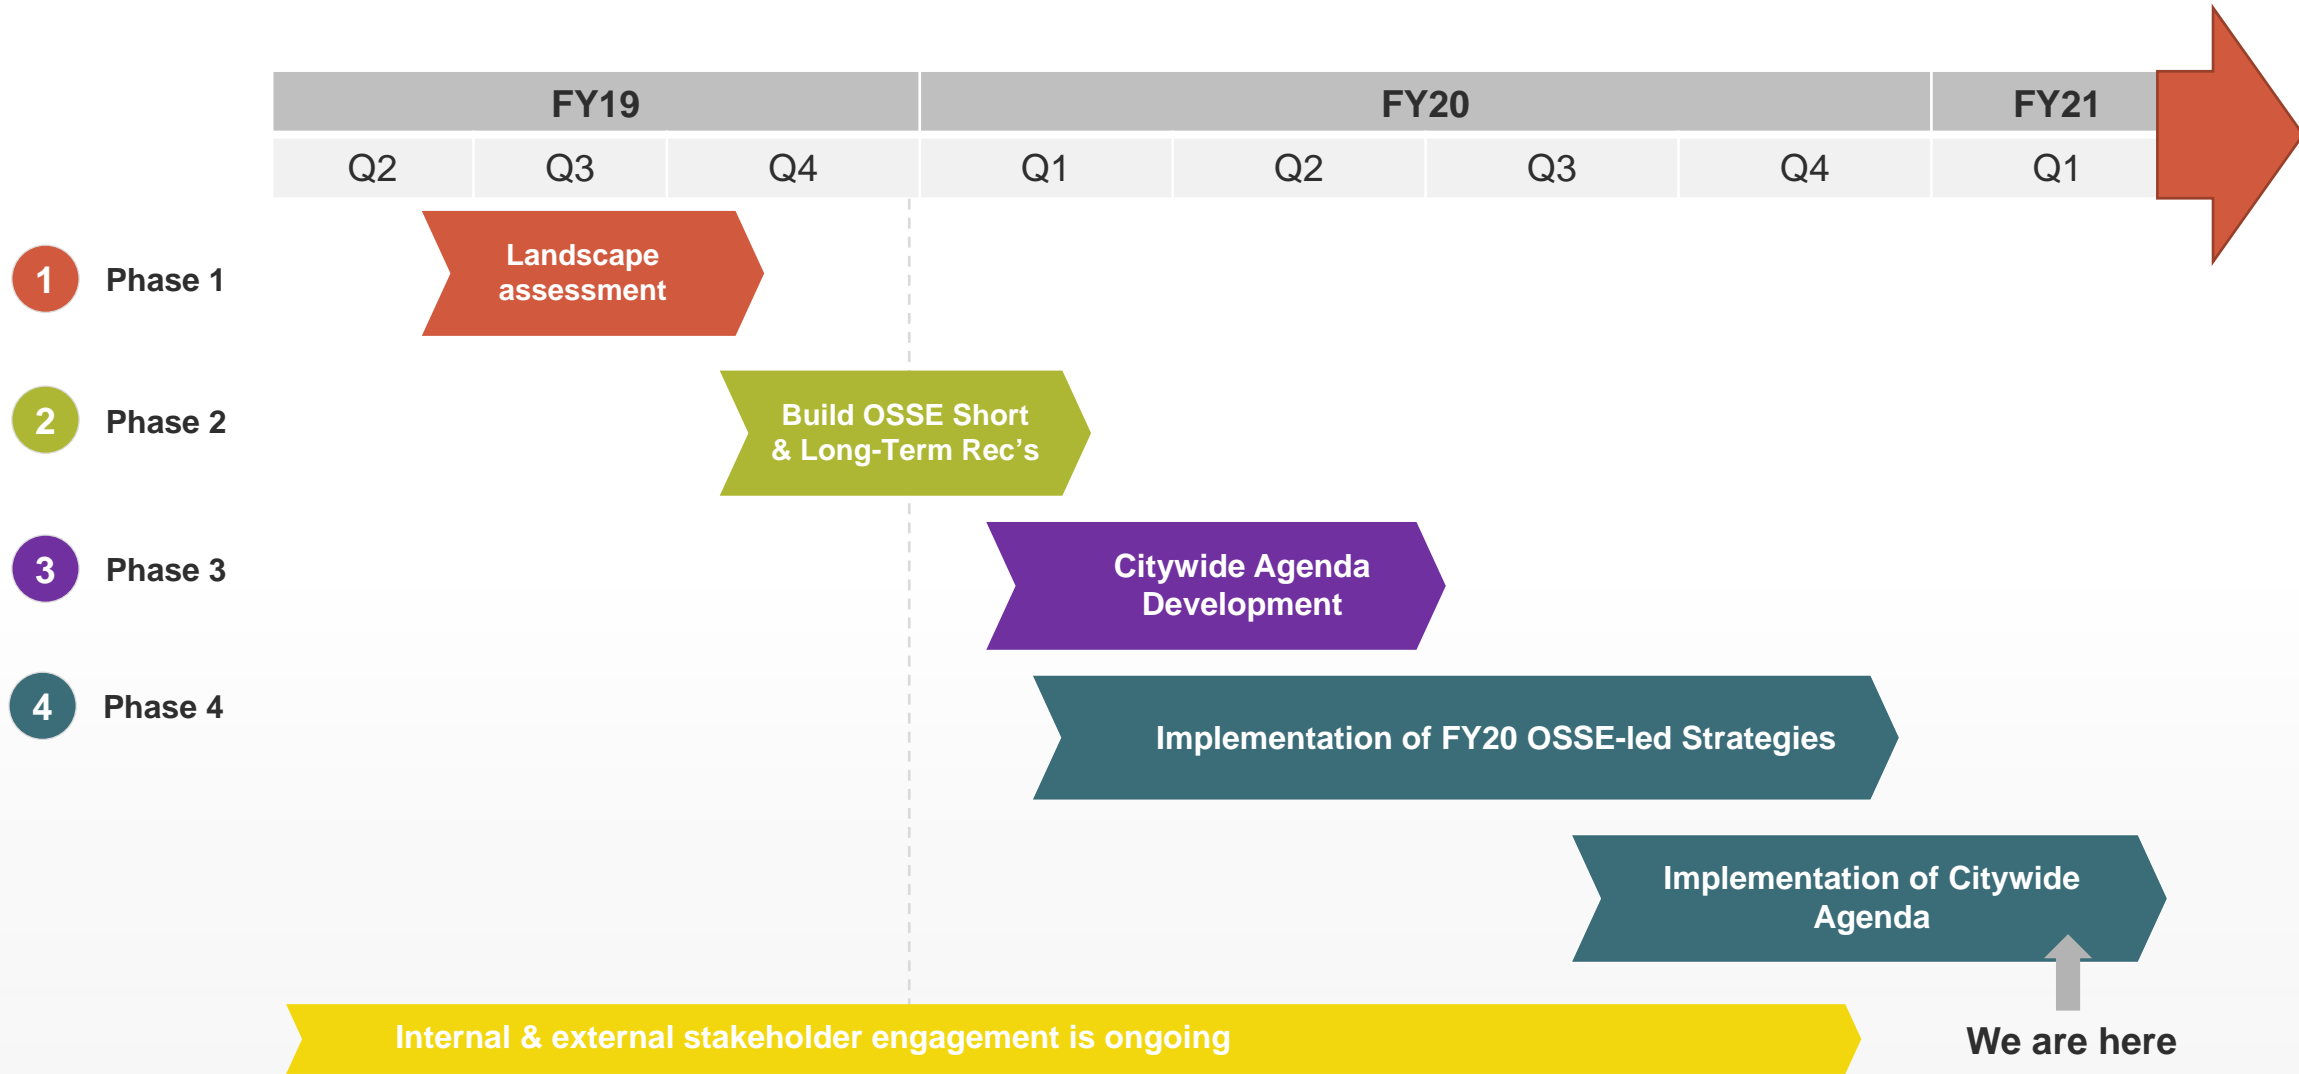 FY19 FY20 FY21
Q2 Q3 Q4 Q1 Q2 Q3 Q4 Q1
1 Phase 1
Landscape
assessment
2 Phase 2
Build OSSE Short
& Long-Term Rec’s
3 Phase 3
Citywide Agenda
Development
4 Phase 4
Implementation of FY20 OSSE-led Strategies
Implementation of Citywide
Agenda
Internal & external stakeholder engagement is ongoing
We are here